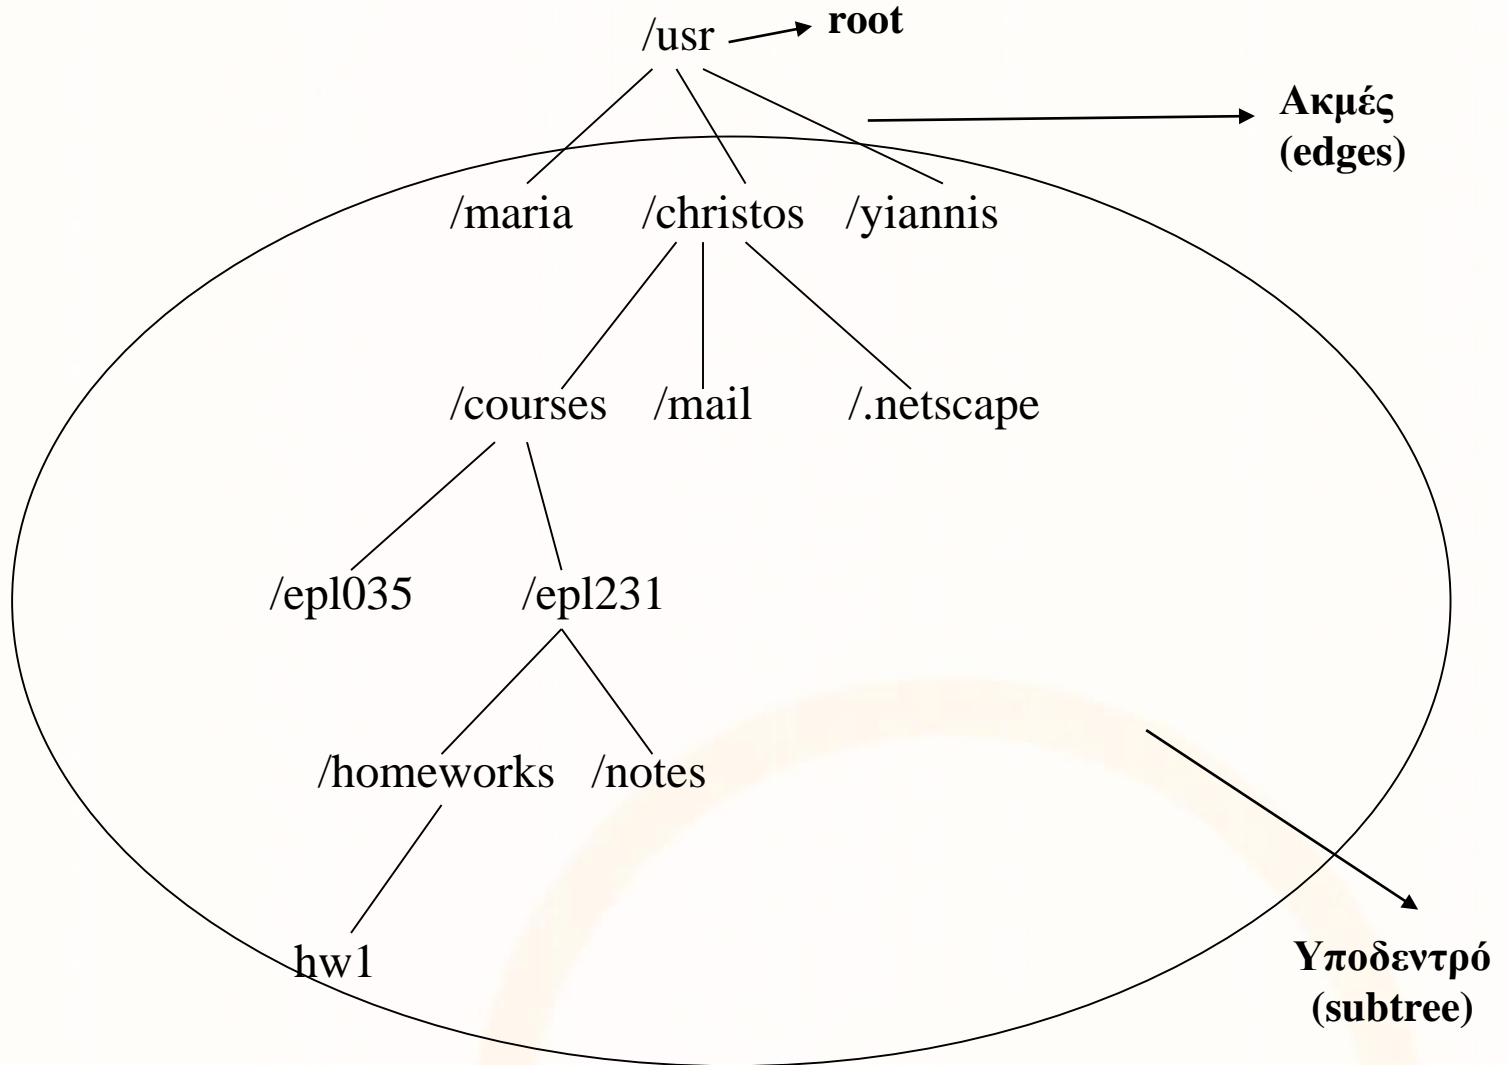 /usr
root
Ακμές
(edges)
/maria /christos /yiannis
/courses /mail /.netscape
/epl035 /epl231
/homeworks /notes
hw1
Υποδεντρό
(subtree)